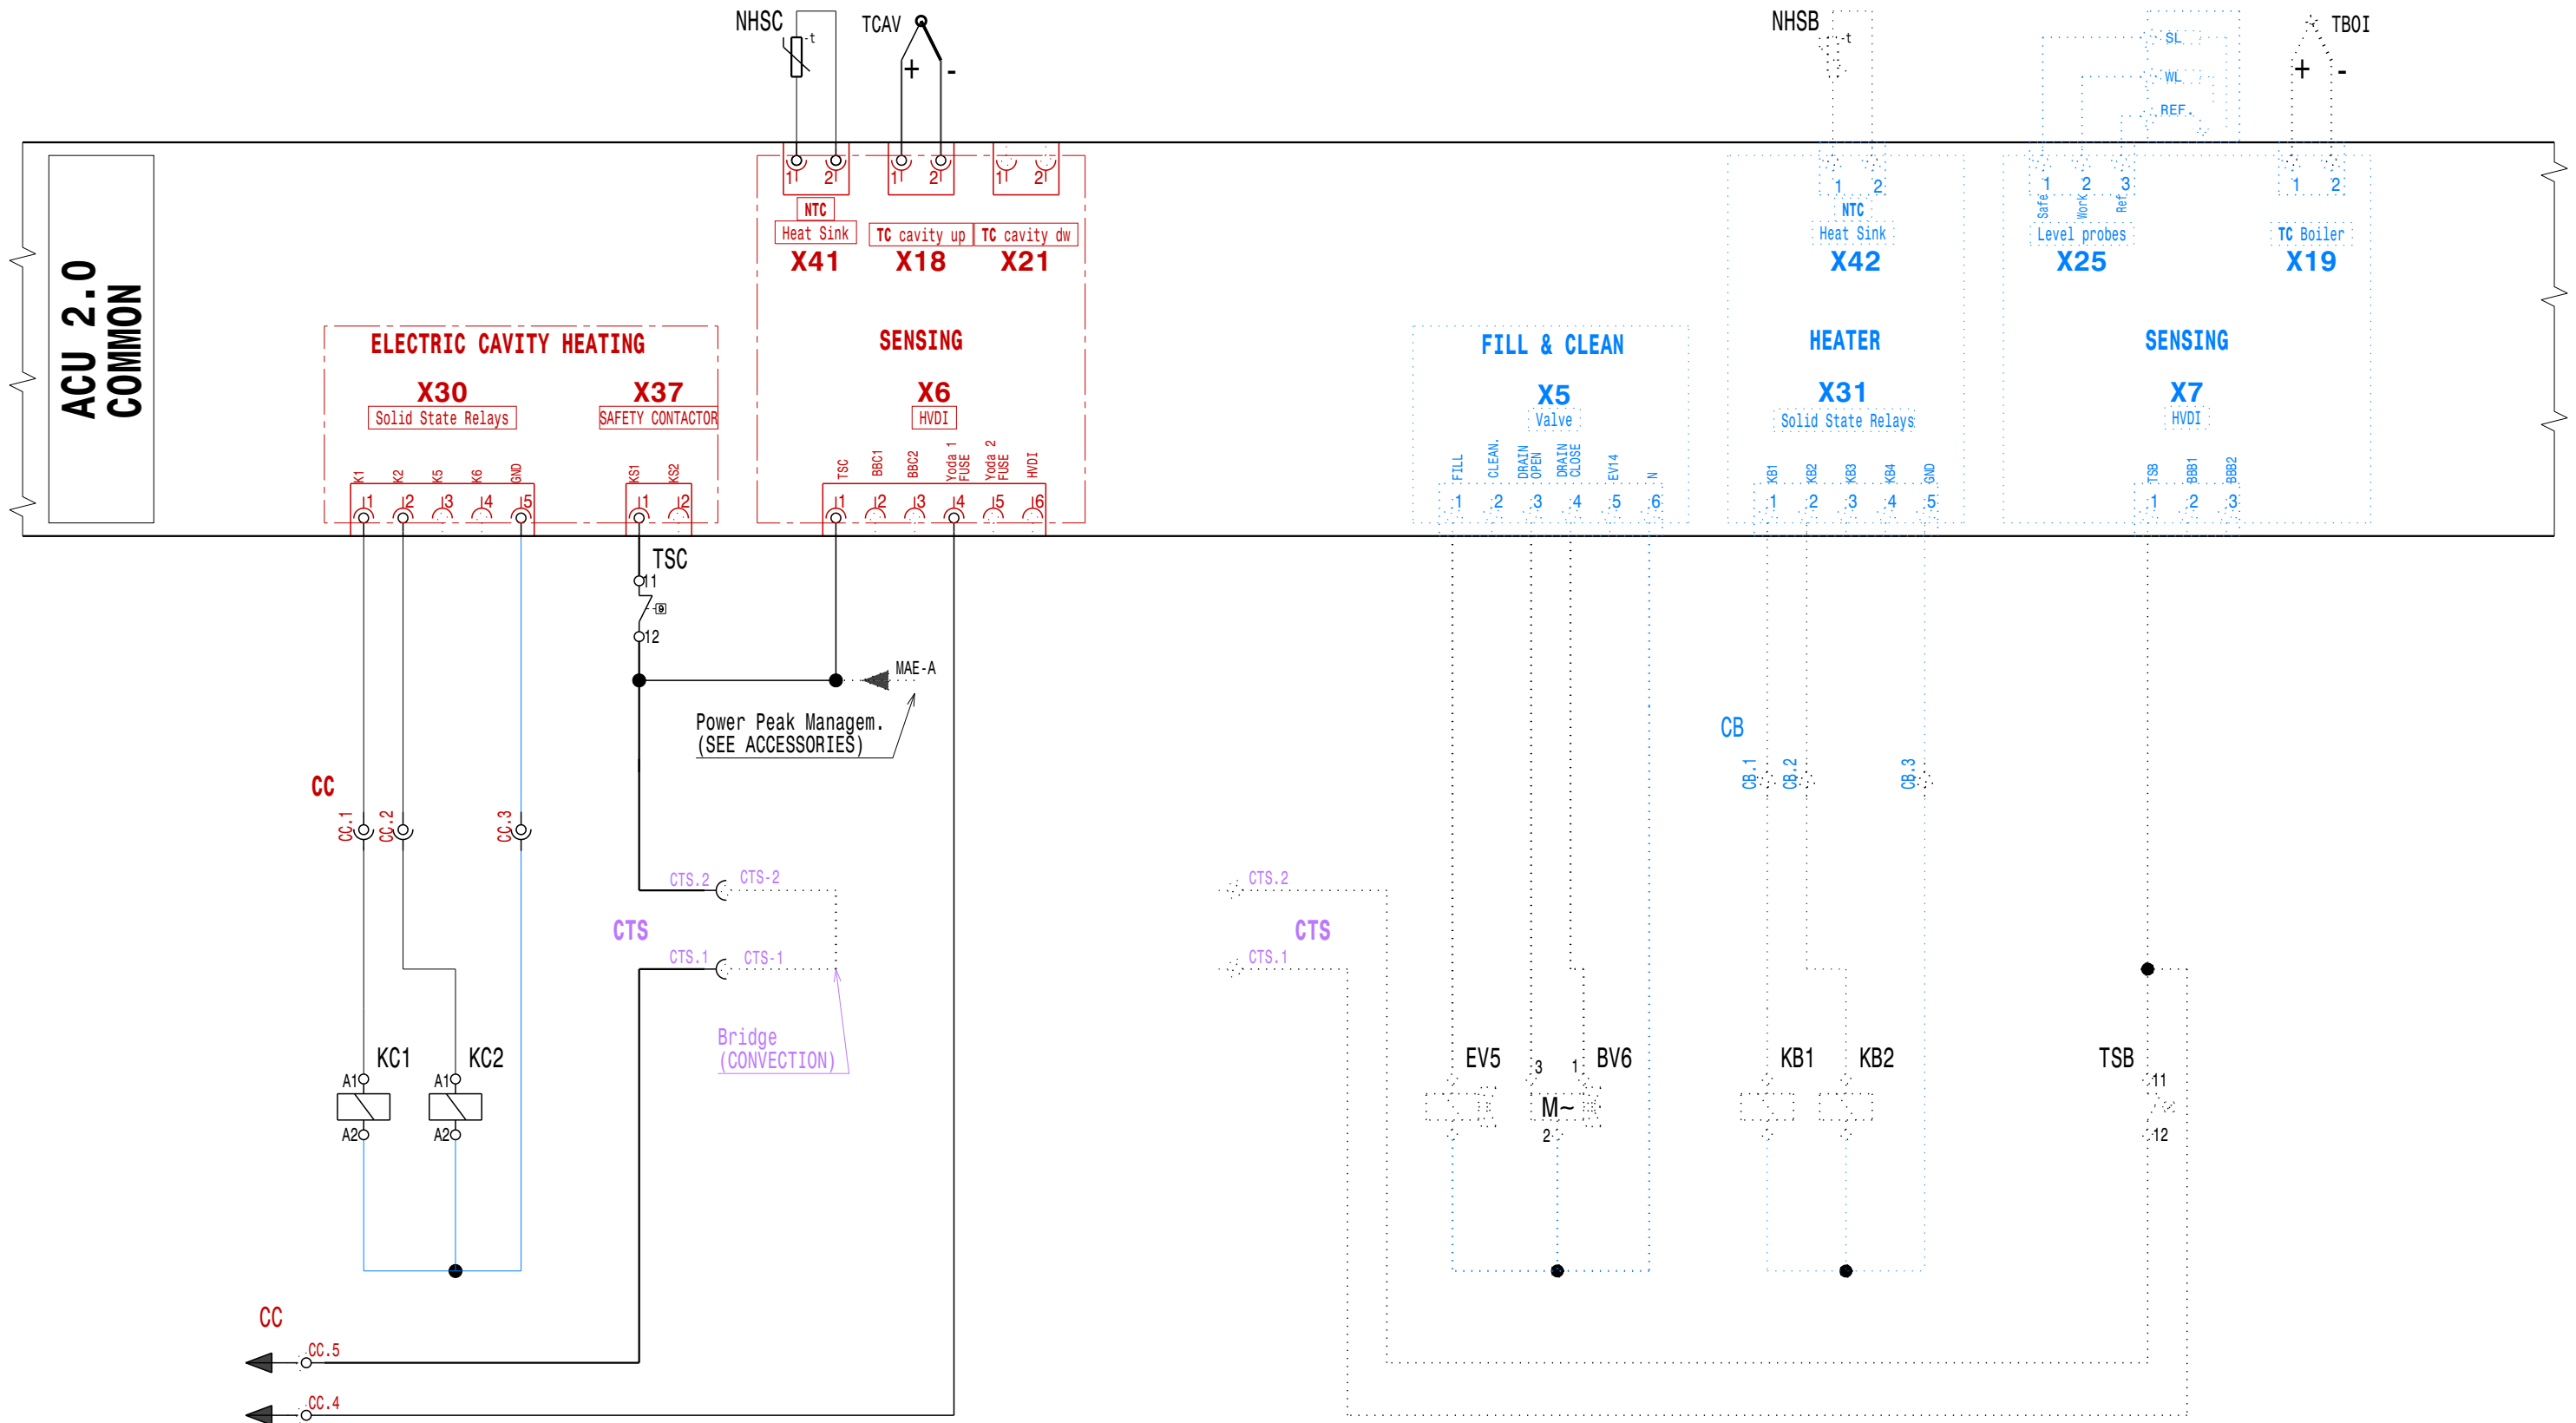 NHSC
-t
TCAV
+
-
NHSB
-t
SL
WL
REF.
TBOI
+
-
ACU 2.0
COMMON
1 2
1 2
1 2
NTC
Heat Sink
X41
TC cavity up
X18
TC cavity dw
X21
SENSING
X6
HVDI
TSC
BBC1
BBC2
Yoda 1
FUSE
Yoda 2
FUSE
HVDI
1 2 3 4 5 6
ELECTRIC CAVITY HEATING
X30
Solid State Relays
K1
K2
K5
K6
GND
1 2 3 4 5
X37
SAFETY CONTACTOR
KS1
KS2
1 2
1 2
NTC
Heat Sink
X42
HEATER
X31
Solid State Relays
KB1
KB2
KB3
KB4
GND
1 2 3 4 5
1 2 3
Safe
Work
Ref.
Level probes
X25
1 2
TC Boiler
X19
SENSING
X7
HVDI
TSB
BBB1
BBB2
1 2 3
FILL & CLEAN
X5
Valve
FILL
CLEAN.
DRAIN
OPEN
DRAIN
CLOSE
EV14
N
1 2 3 4 5 6
TSC
11
12
MAE-A
Power Peak Managem.
(SEE ACCESSORIES)
CC
CC.1
CC.2
CC.3
CB
CB.1
CB.2
CB.3
CTS.2
CTS-2
CTS
CTS.1
CTS-1
Bridge
(CONVECTION)
CTS.2
CTS
CTS.1
KC1
A1
A2
KC2
A1
A2
EV5
3
1
BV6
M~
2
KB1
KB2
TSB
11
12
CC
CC.5
CC.4